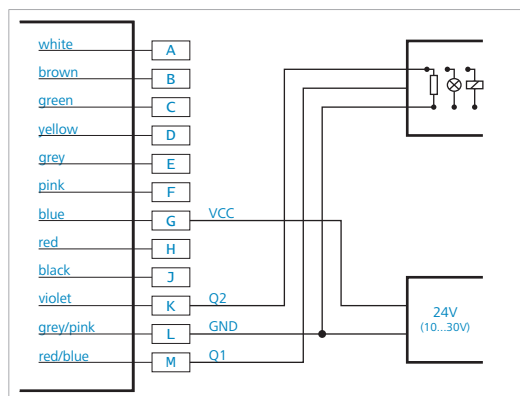 white A
brown B
green C
yellow D
grey E
pink F
blue G VCC
red H
black J
violet K Q2
grey/pink L GND
red/blue M Q1
24V
(10...30V)